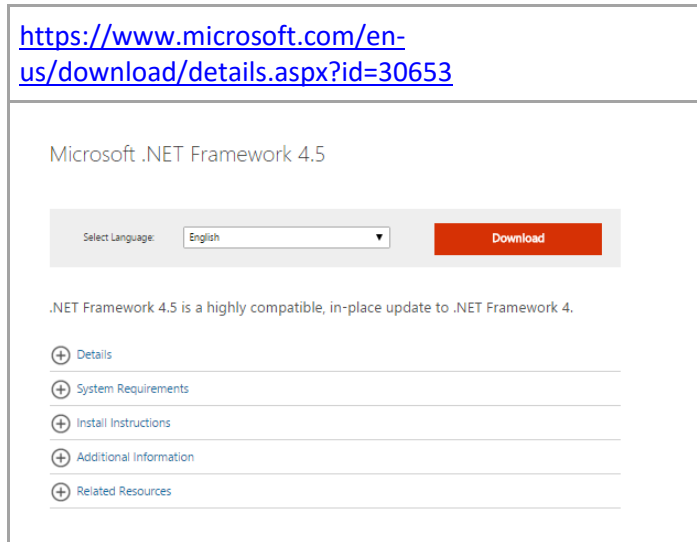 https://www.microsoft.com/en-
us/download/details.aspx?id=30653
Microsoft .NET Framework 4.5
Select Language: English Download
.NET Framework 4.5 is a highly compatible, in-place update to .NET Framework 4.
Details
System Requirements
Install Instructions
Additional Information
Related Resources